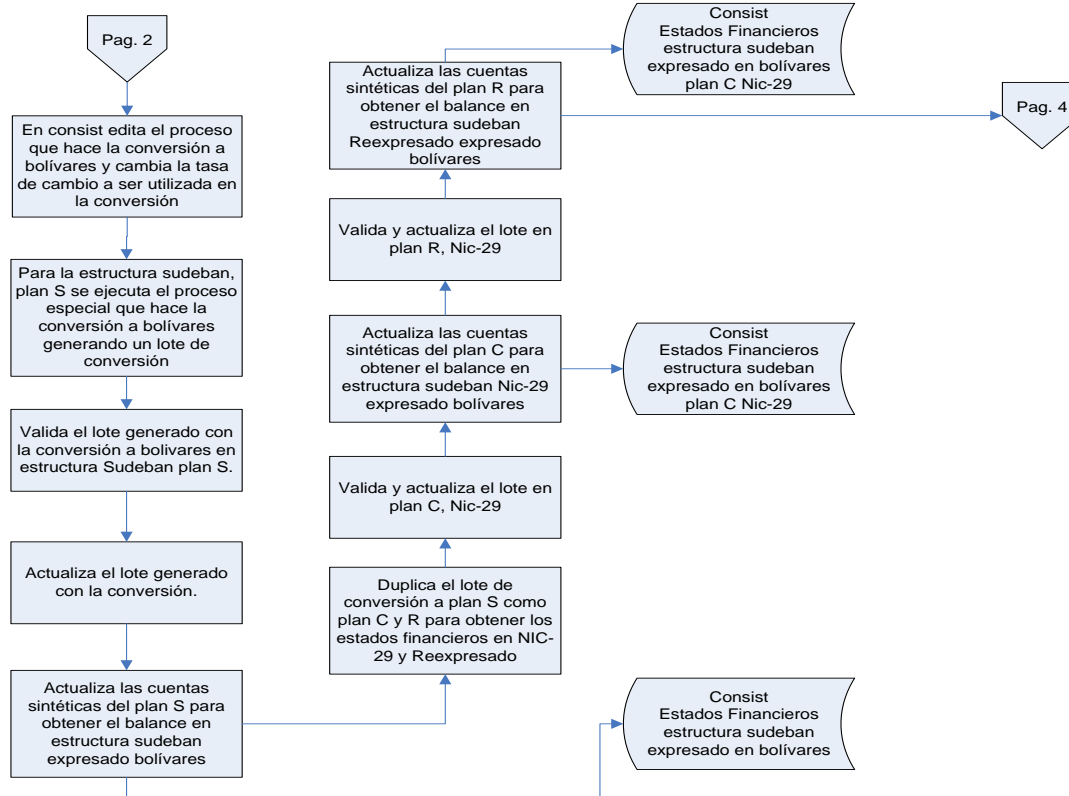 Pag. 2
En consist edita el proceso
que hace la conversión a
bolívares y cambia la tasa
de cambio a ser utilizada en
la conversión
Para la estructura sudeban,
plan S se ejecuta el proceso
especial que hace la
conversión a bolívares
generando un lote de
conversión
Valida el lote generado con
la conversión a bolivares en
estructura Sudeban plan S.
Actualiza el lote generado
con la conversión.
Actualiza las cuentas
sintéticas del plan S para
obtener el balance en
estructura sudeban
expresado bolívares
Actualiza las cuentas
sintéticas del plan R para
obtener el balance en
estructura sudeban
Reexpresado expresado
bolívares
Valida y actualiza el lote en
plan R, Nic-29
Actualiza las cuentas
sintéticas del plan C para
obtener el balance en
estructura sudeban Nic-29
expresado bolívares
Valida y actualiza el lote en
plan C, Nic-29
Duplica el lote de
conversión a plan S como
plan C y R para obtener los
estados financieros en NIC-
29 y Reexpresado
Consist
Estados Financieros
estructura sudeban
expresado en bolívares
plan C Nic-29
Consist
Estados Financieros
estructura sudeban
expresado en bolívares
plan C Nic-29
Consist
Estados Financieros
estructura sudeban
expresado en bolívares
Pag. 4